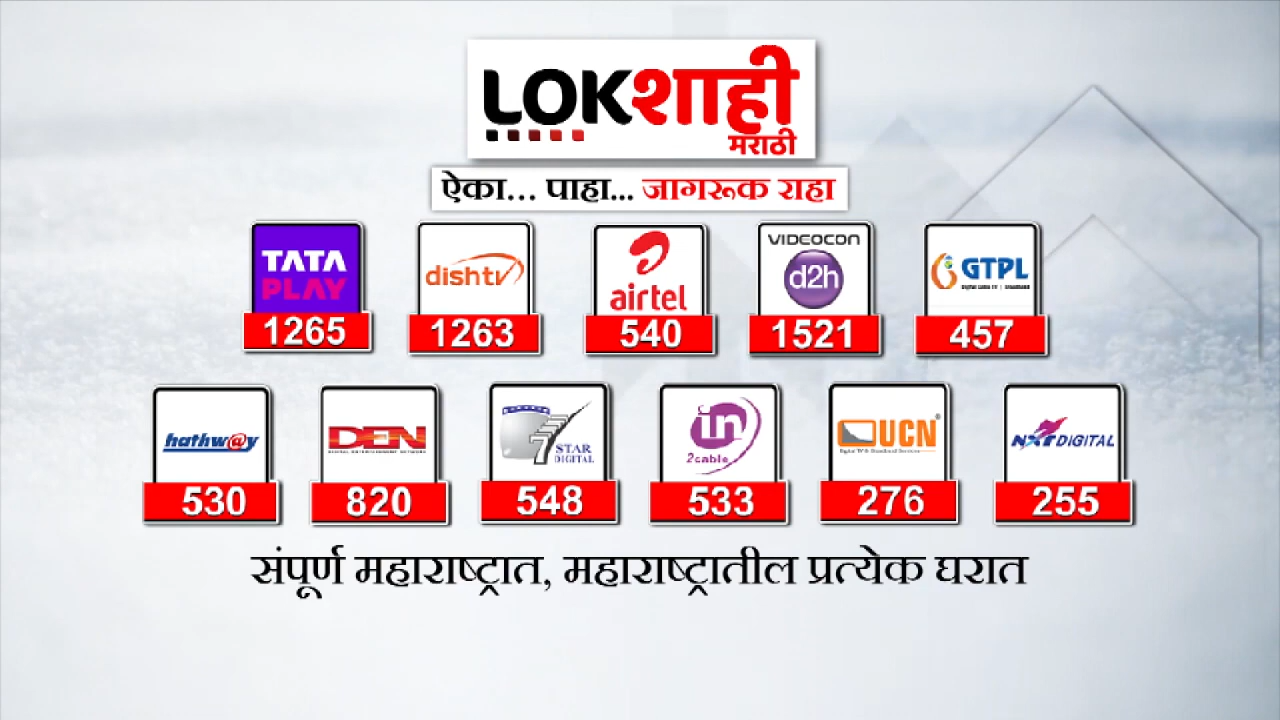 LOKशाही
मराठी
ऐका... पाहा... जागरूक राहा
TATA PLAY
1265
dishtv
1263
airtel
540
VIDEOCON d2h
1521
GTPL
457
hathw@y
530
DEN
820
7 STAR DIGITAL
548
in 2cable
533
UCN
276
NXT DIGITAL
255
संपूर्ण महाराष्ट्रात, महाराष्ट्रातील प्रत्येक घरात